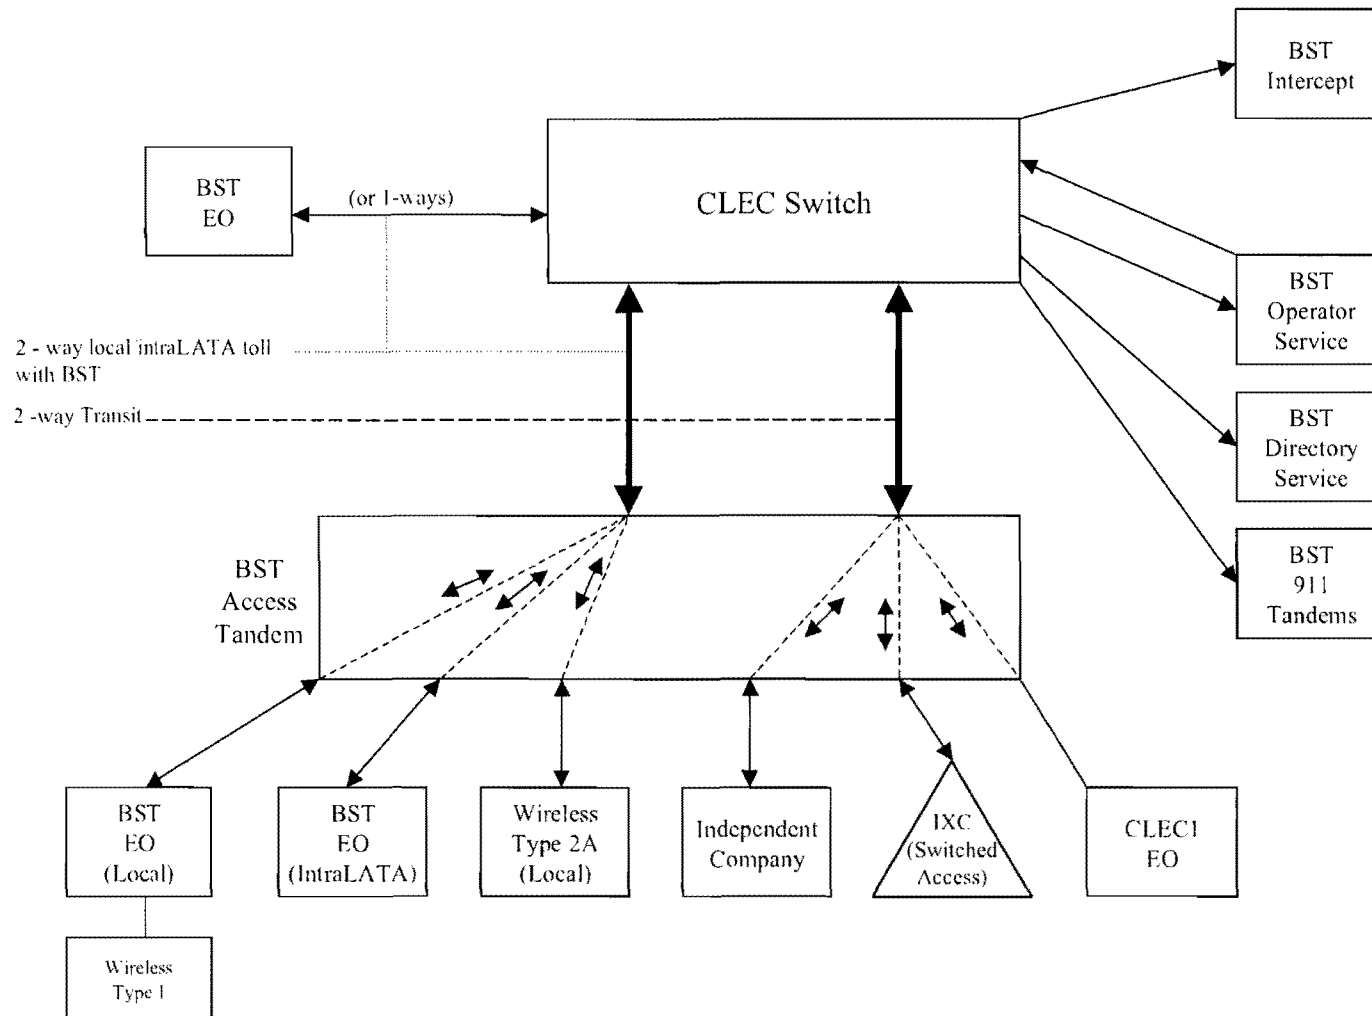 BST
Intercept
BST
EO
(or 1-ways)
CLEC Switch
BST
Operator
Service
2 - way local intraLATA toll
with BST
2 -way Transit
BST
Directory
Service
BST
911
Tandems
BST
Access
Tandem
BST
EO
(Local)
BST
EO
(IntraLATA)
Wireless
Type 2A
(Local)
Independent
Company
IXC
(Switched
Access)
CLEC1
EO
Wireless
Type 1